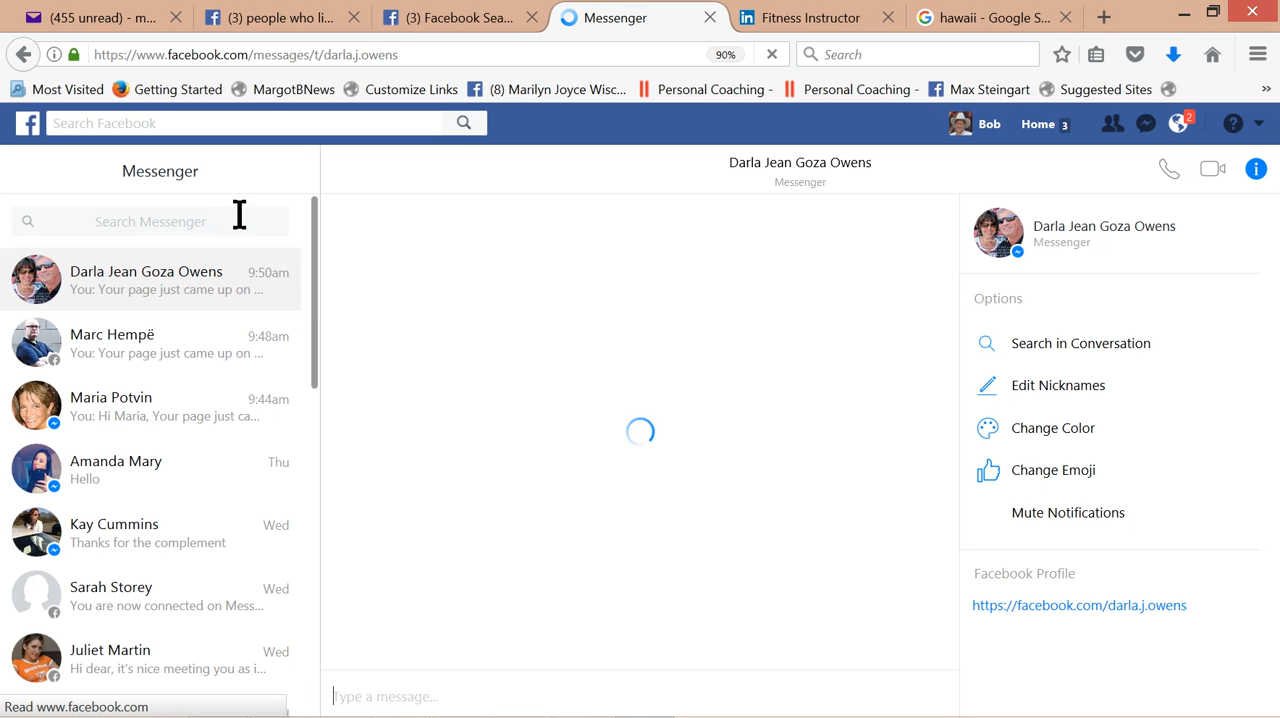 (455 unread) - m...
(3) people who li...
(3) Facebook Sea...
Messenger
Fitness Instructor
hawaii - Google S...
https://www.facebook.com/messages/t/darla.j.owens
90%
Search
Most Visited
Getting Started
MargotBNews
Customize Links
(8) Marilyn Joyce Wisc...
Personal Coaching -
Personal Coaching -
Max Steingart
Suggested Sites
Search Facebook
Bob
Home 3
2
Messenger
Darla Jean Goza Owens
Messenger
Search Messenger
Darla Jean Goza Owens 9:50am
You: Your page just came up on ...
Marc Hempë 9:48am
You: Your page just came up on ...
Maria Potvin 9:44am
You: Hi Maria, Your page just ca...
Amanda Mary Thu
Hello
Kay Cummins Wed
Thanks for the complement
Sarah Storey Wed
You are now connected on Mess...
Juliet Martin Wed
Hi dear, it's nice meeting you as i...
Read www.facebook.com
Type a message...
Darla Jean Goza Owens
Messenger
Options
Search in Conversation
Edit Nicknames
Change Color
Change Emoji
Mute Notifications
Facebook Profile
https://facebook.com/darla.j.owens